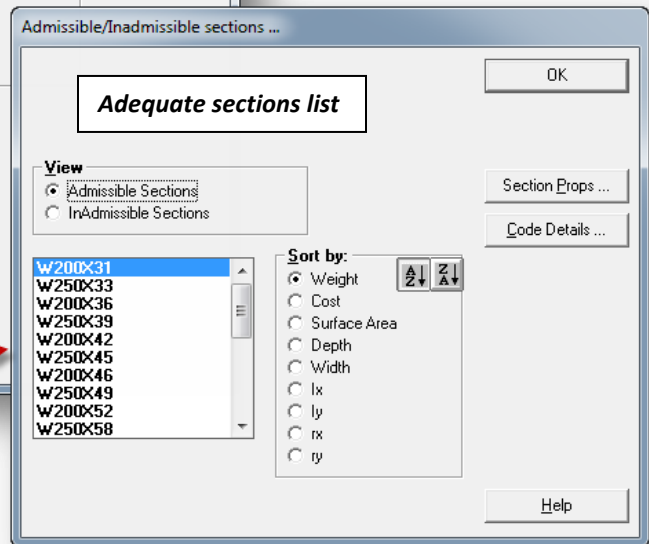 Admissible/Inadmissible sections ...
OK
Adequate sections list
View
Admissible Sections
InAdmissible Sections
Section Props ...
Code Details ...
W200X31
W250X33
W200X36
W250X39
W200X42
W250X45
W200X46
W250X49
W200X52
W250X58
Sort by:
A Z
Z A
Weight
Cost
Surface Area
Depth
Width
Ix
Iy
rx
ry
Help